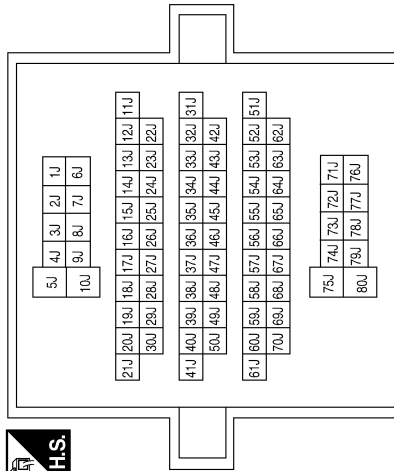 H.S.
5J 4J 3J 2J 1J
10J 9J 8J 7J 6J
21J 20J 19J 18J 17J 16J 15J 14J 13J 12J 11J
30J 29J 28J 27J 26J 25J 24J 23J 22J
41J 40J 39J 38J 37J 36J 35J 34J 33J 32J 31J
50J 49J 48J 47J 46J 45J 44J 43J 42J
61J 60J 59J 58J 57J 56J 55J 54J 53J 52J 51J
70J 69J 68J 67J 66J 65J 64J 63J 62J
75J 74J 73J 72J 71J
80J 79J 78J 77J 76J